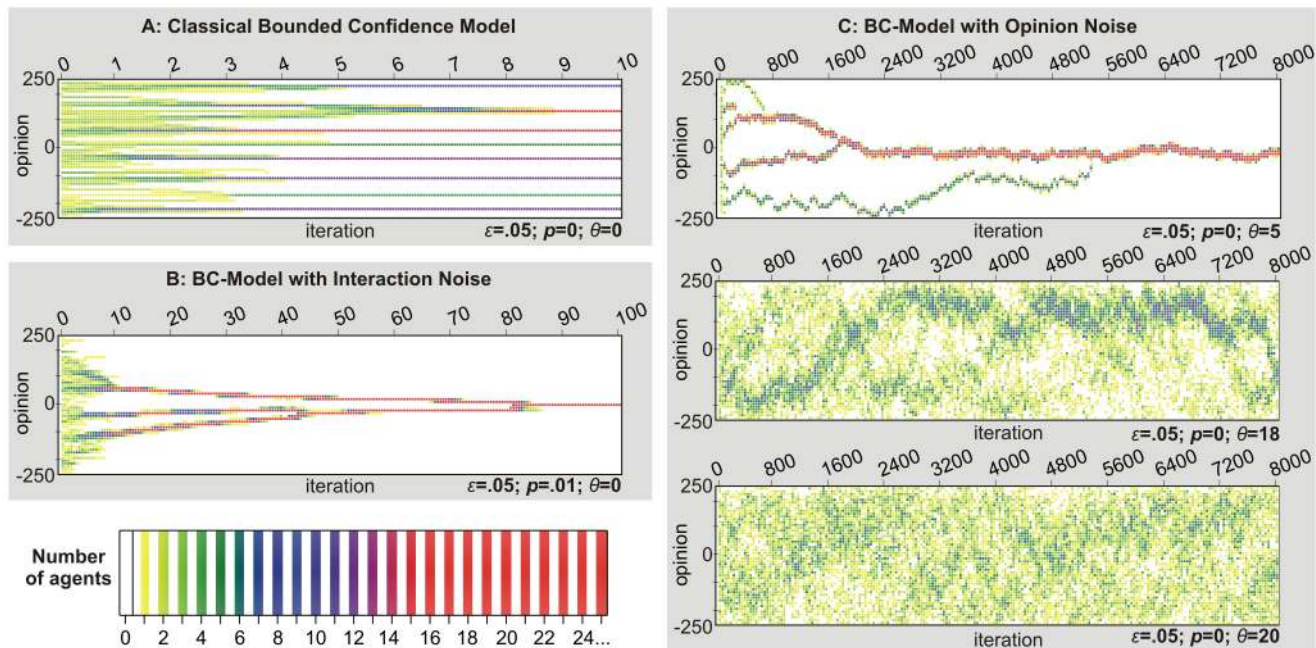 A: Classical Bounded Confidence Model
0 1 2 3 4 5 6 7 8 9 10
250
0
-250
opinion
iteration
ε=.05; p=0; θ=0
B: BC-Model with Interaction Noise
0 10 20 30 40 50 60 70 80 90 100
250
0
-250
opinion
iteration
ε=.05; p=.01; θ=0
Number
of agents
0 2 4 6 8 10 12 14 16 18 20 22 24...
C: BC-Model with Opinion Noise
0 800 1600 2400 3200 4000 4800 5600 6400 7200 8000
250
0
-250
opinion
iteration
ε=.05; p=0; θ=5
0 800 1600 2400 3200 4000 4800 5600 6400 7200 8000
250
0
-250
opinion
iteration
ε=.05; p=0; θ=18
0 800 1600 2400 3200 4000 4800 5600 6400 7200 8000
250
0
-250
opinion
iteration
ε=.05; p=0; θ=20